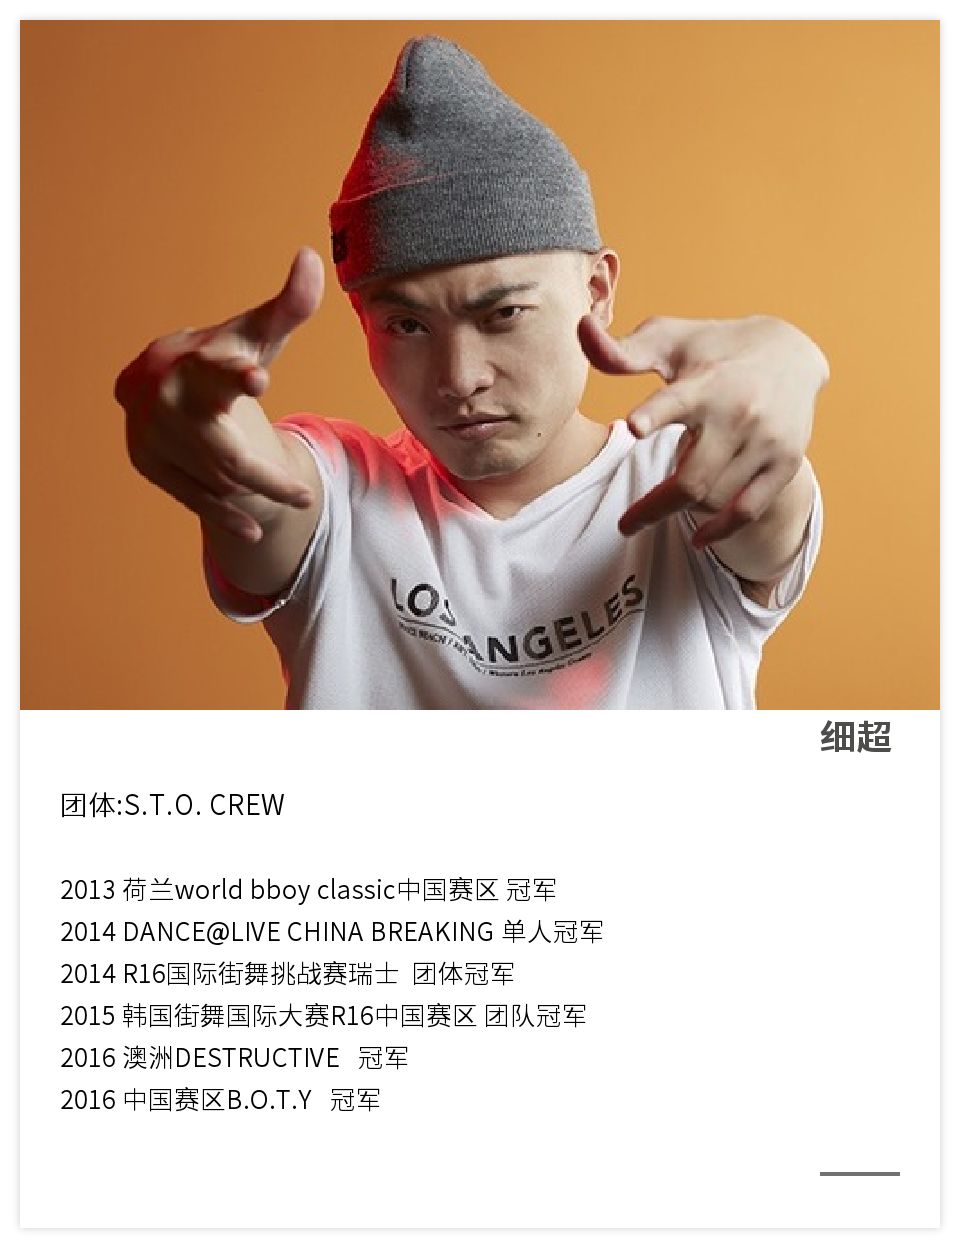 LOS ANGELES
细超
团体:S.T.O. CREW
2013 荷兰world bboy classic中国赛区 冠军
2014 DANCE@LIVE CHINA BREAKING 单人冠军
2014 R16国际街舞挑战赛瑞士 团体冠军
2015 韩国街舞国际大赛R16中国赛区 团队冠军
2016 澳洲DESTRUCTIVE 冠军
2016 中国赛区B.O.T.Y 冠军